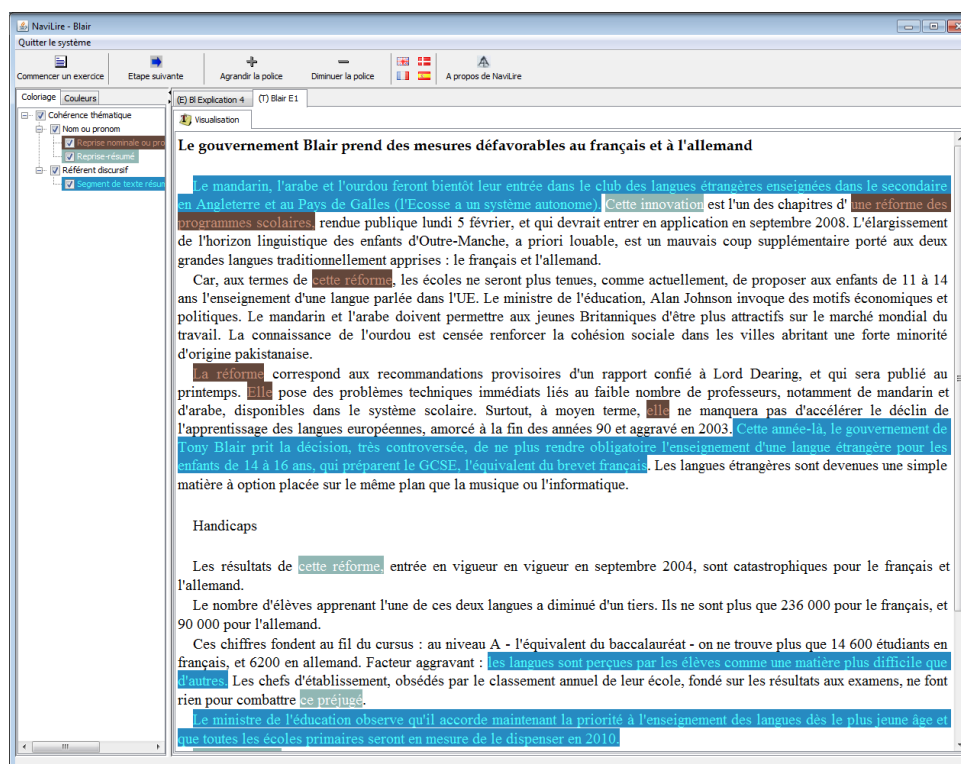 NaviLire - Blair
Quitter le système
Commencer un exercice
Etape suivante
Agrandir la police
Diminuer la police
A propos de NaviLire
Coloriage
Couleurs
Cohérence thématique
Nom ou pronom
Reprise nominale ou pro
Reprise-résumé
Référent discursif
Segment de texte résun
(E) Bl Explication 4
(T) Blair E1
Visualisation
Le gouvernement Blair prend des mesures défavorables au français et à l'allemand
Le mandarin, l'arabe et l'ourdou feront bientôt leur entrée dans le club des langues étrangères enseignées dans le secondaire
en Angleterre et au Pays de Galles (l'Ecosse a un système autonome). Cette innovation est l'un des chapitres d' une réforme des
programmes scolaires, rendue publique lundi 5 février, et qui devrait entrer en application en septembre 2008. L'élargissement
de l'horizon linguistique des enfants d'Outre-Manche, a priori louable, est un mauvais coup supplémentaire porté aux deux
grandes langues traditionnellement apprises : le français et l'allemand.
Car, aux termes de cette réforme, les écoles ne seront plus tenues, comme actuellement, de proposer aux enfants de 11 à 14
ans l'enseignement d'une langue parlée dans l'UE. Le ministre de l'éducation, Alan Johnson invoque des motifs économiques et
politiques. Le mandarin et l'arabe doivent permettre aux jeunes Britanniques d'être plus attractifs sur le marché mondial du
travail. La connaissance de l'ourdou est censée renforcer la cohésion sociale dans les villes abritant une forte minorité
d'origine pakistanaise.
La réforme correspond aux recommandations provisoires d'un rapport confié à Lord Dearing, et qui sera publié au
printemps. Elle pose des problèmes techniques immédiats liés au faible nombre de professeurs, notamment de mandarin et
d'arabe, disponibles dans le système scolaire. Surtout, à moyen terme, elle ne manquera pas d'accélérer le déclin de
l'apprentissage des langues européennes, amorcé à la fin des années 90 et aggravé en 2003. Cette année-là, le gouvernement de
Tony Blair prit la décision, très controversée, de ne plus rendre obligatoire l'enseignement d'une langue étrangère pour les
enfants de 14 à 16 ans, qui préparent le GCSE, l'équivalent du brevet français. Les langues étrangères sont devenues une simple
matière à option placée sur le même plan que la musique ou l'informatique.
Handicaps
Les résultats de cette réforme, entrée en vigueur en vigueur en septembre 2004, sont catastrophiques pour le français et
l'allemand.
Le nombre d'élèves apprenant l'une de ces deux langues a diminué d'un tiers. Ils ne sont plus que 236 000 pour le français, et
90 000 pour l'allemand.
Ces chiffres fondent au fil du cursus : au niveau A - l'équivalent du baccalauréat - on ne trouve plus que 14 600 étudiants en
français, et 6200 en allemand. Facteur aggravant : les langues sont perçues par les élèves comme une matière plus difficile que
d'autres. Les chefs d'établissement, obsédés par le classement annuel de leur école, fondé sur les résultats aux examens, ne font
rien pour combattre ce préjugé.
Le ministre de l'éducation observe qu'il accorde maintenant la priorité à l'enseignement des langues dès le plus jeune âge et
que toutes les écoles primaires seront en mesure de le dispenser en 2010.